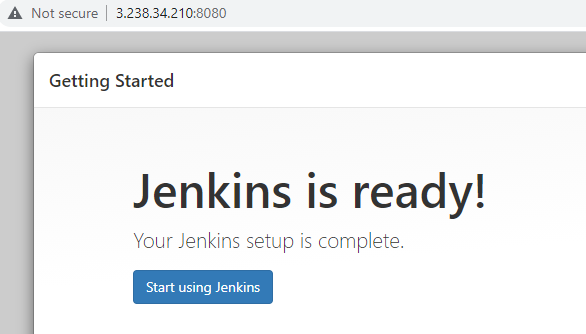 Not secure | 3.238.34.210:8080
Getting Started
Jenkins is ready!
Your Jenkins setup is complete.
Start using Jenkins